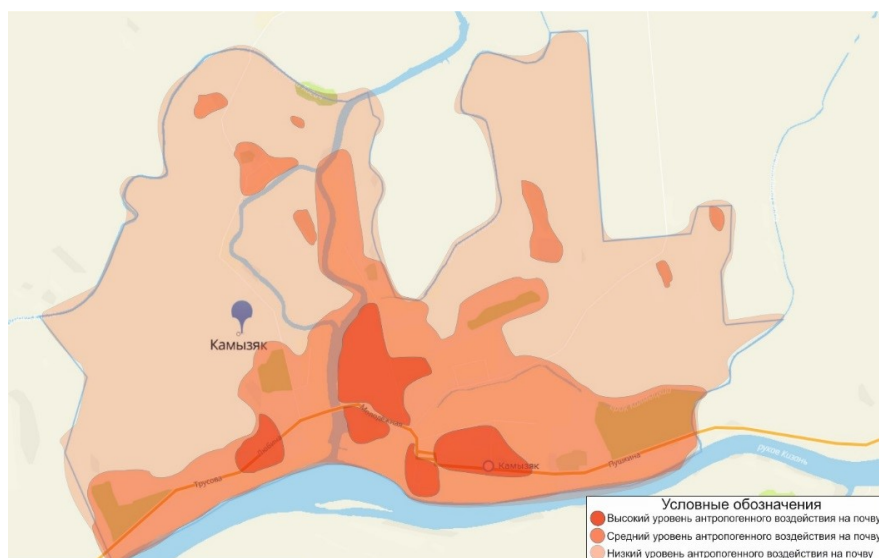 Камызяк
Камызяк
Трусова
Пушкина
рукав Кизань
Условные обозначения
Высокий уровень антропогенного воздействия на почву
Средний уровень антропогенного воздействия на почву
Низкий уровень антропогенного воздействия на почву